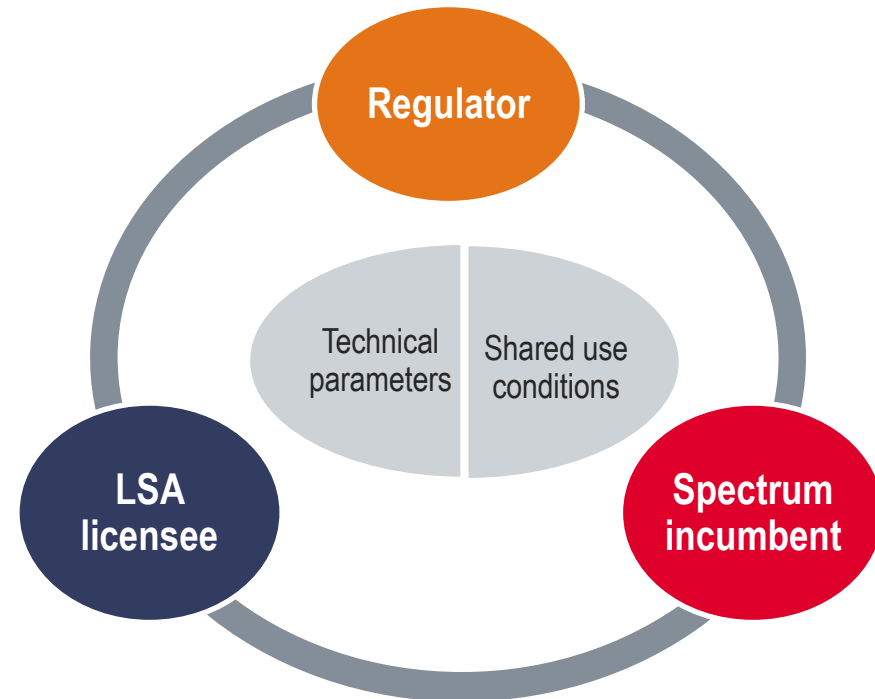 Regulator
Technical
parameters
Shared use
conditions
LSA
licensee
Spectrum
incumbent